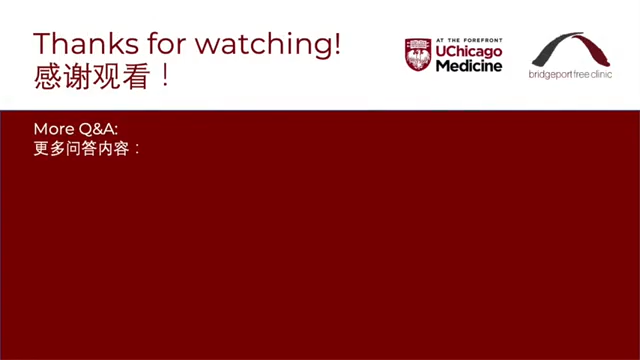 Thanks for watching!
感谢观看！
AT THE FOREFRONT
UChicago
Medicine
bridgeport free clinic
More Q&A:
更多问答内容：